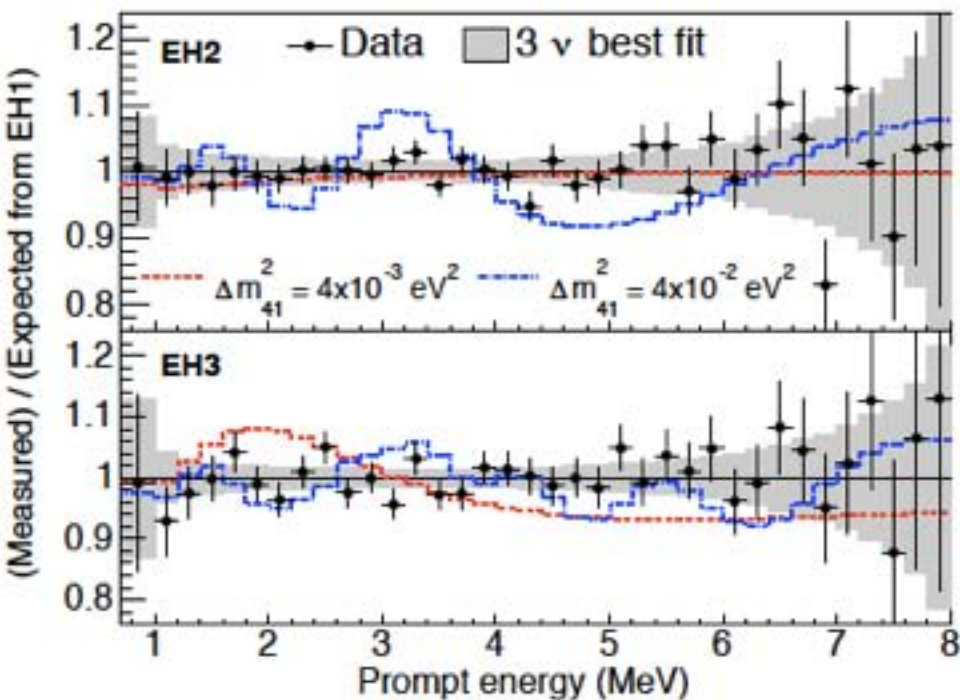 (Measured) / (Expected from EH1)
EH2 Data 3 ν best fit
1.2
1.1
1
0.9
0.8
Δm²₄₁ = 4x10⁻³ eV² Δm²₄₁ = 4x10⁻² eV²
EH3
1.2
1.1
1
0.9
0.8
1 2 3 4 5 6 7 8
Prompt energy (MeV)